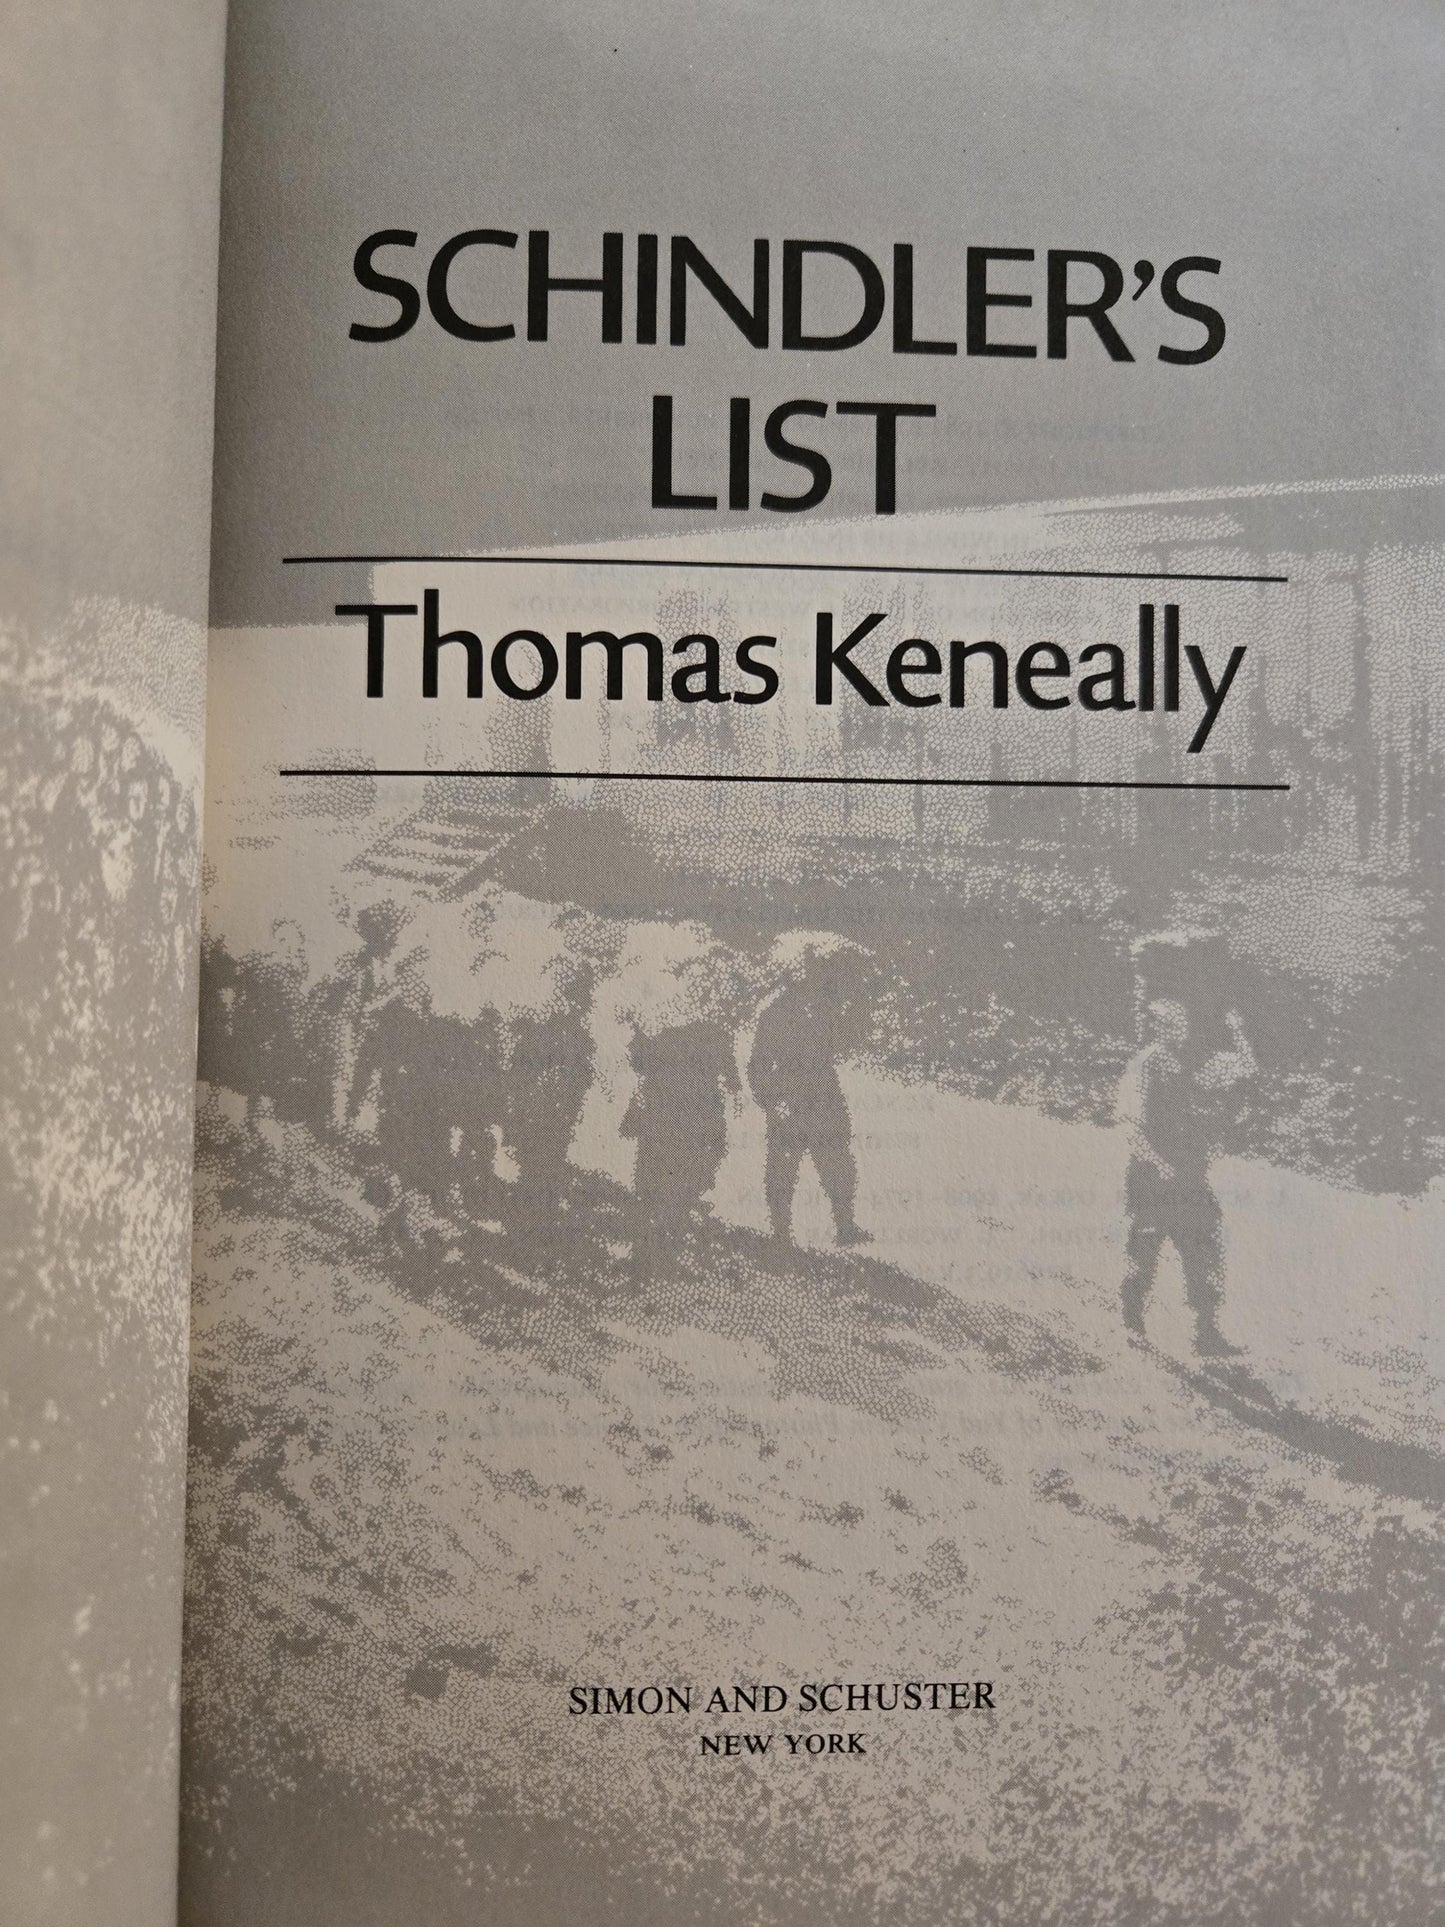 SCHINDLER'S
LIST
Thomas Keneally
SIMON AND SCHUSTER
NEW YORK